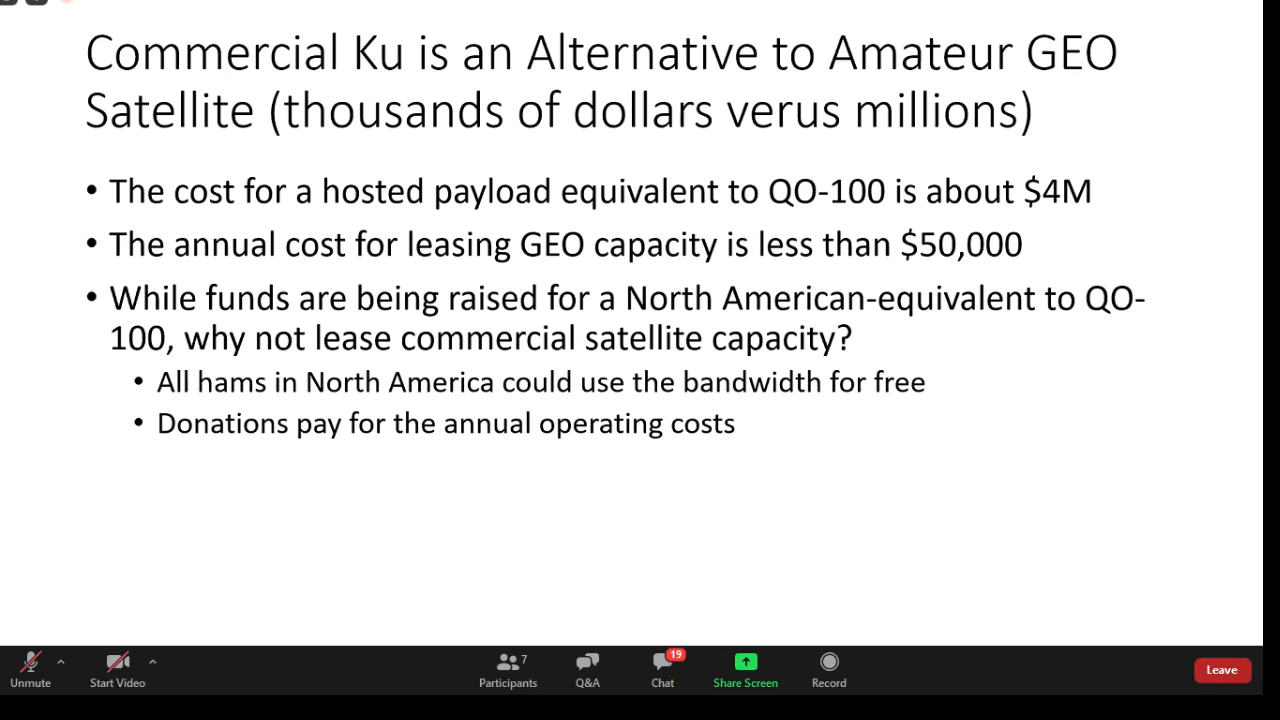 Commercial Ku is an Alternative to Amateur GEO
Satellite (thousands of dollars verus millions)
• The cost for a hosted payload equivalent to QO-100 is about $4M
• The annual cost for leasing GEO capacity is less than $50,000
• While funds are being raised for a North American-equivalent to QO-
100, why not lease commercial satellite capacity?
• All hams in North America could use the bandwidth for free
• Donations pay for the annual operating costs
7
19
Unmute
Start Video
Participants
Q&A
Chat
Share Screen
Record
Leave